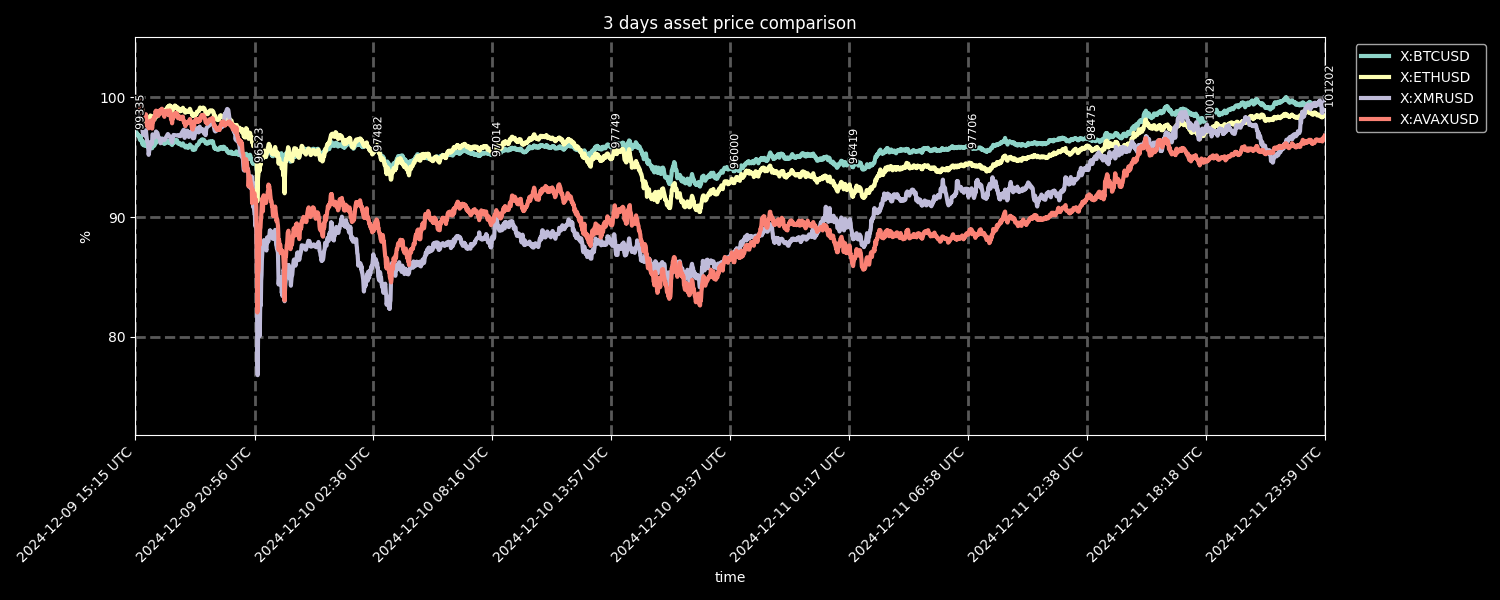 3 days asset price comparison
X:BTCUSD
X:ETHUSD
X:XMRUSD
X:AVAXUSD
100
90
80
%
99335
96523
97482
97014
97749
96000
96419
97706
98475
100129
101202
2024-12-09 15:15 UTC
2024-12-09 20:56 UTC
2024-12-10 02:36 UTC
2024-12-10 08:16 UTC
2024-12-10 13:57 UTC
2024-12-10 19:37 UTC
2024-12-11 01:17 UTC
2024-12-11 06:58 UTC
2024-12-11 12:38 UTC
2024-12-11 18:18 UTC
2024-12-11 23:59 UTC
time